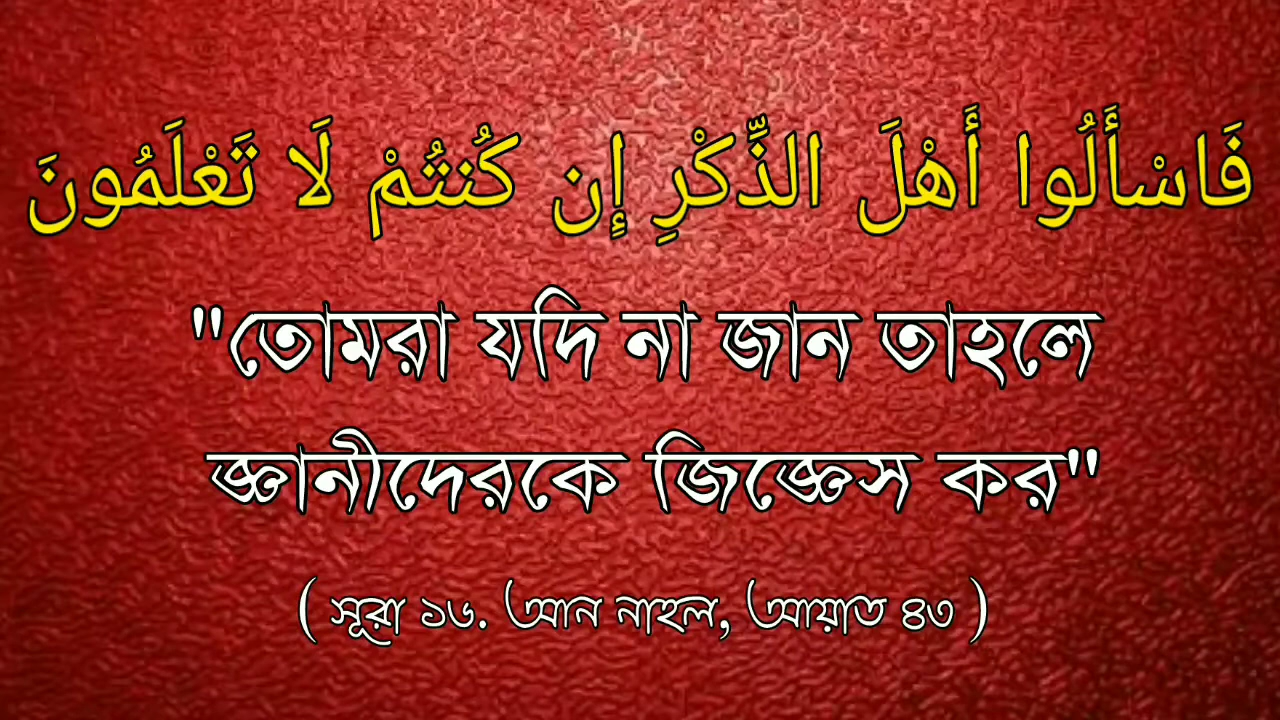 فَاسْأَلُوا أَهْلَ الذِّكْرِ إِن كُنتُمْ لَا تَعْلَمُونَ
"তোমরা যদি না জান তাহলে
জ্ঞানীদেরকে জিজ্ঞেস কর"
( সূরা ১৬. আন নাহল, আয়াত ৪৩ )